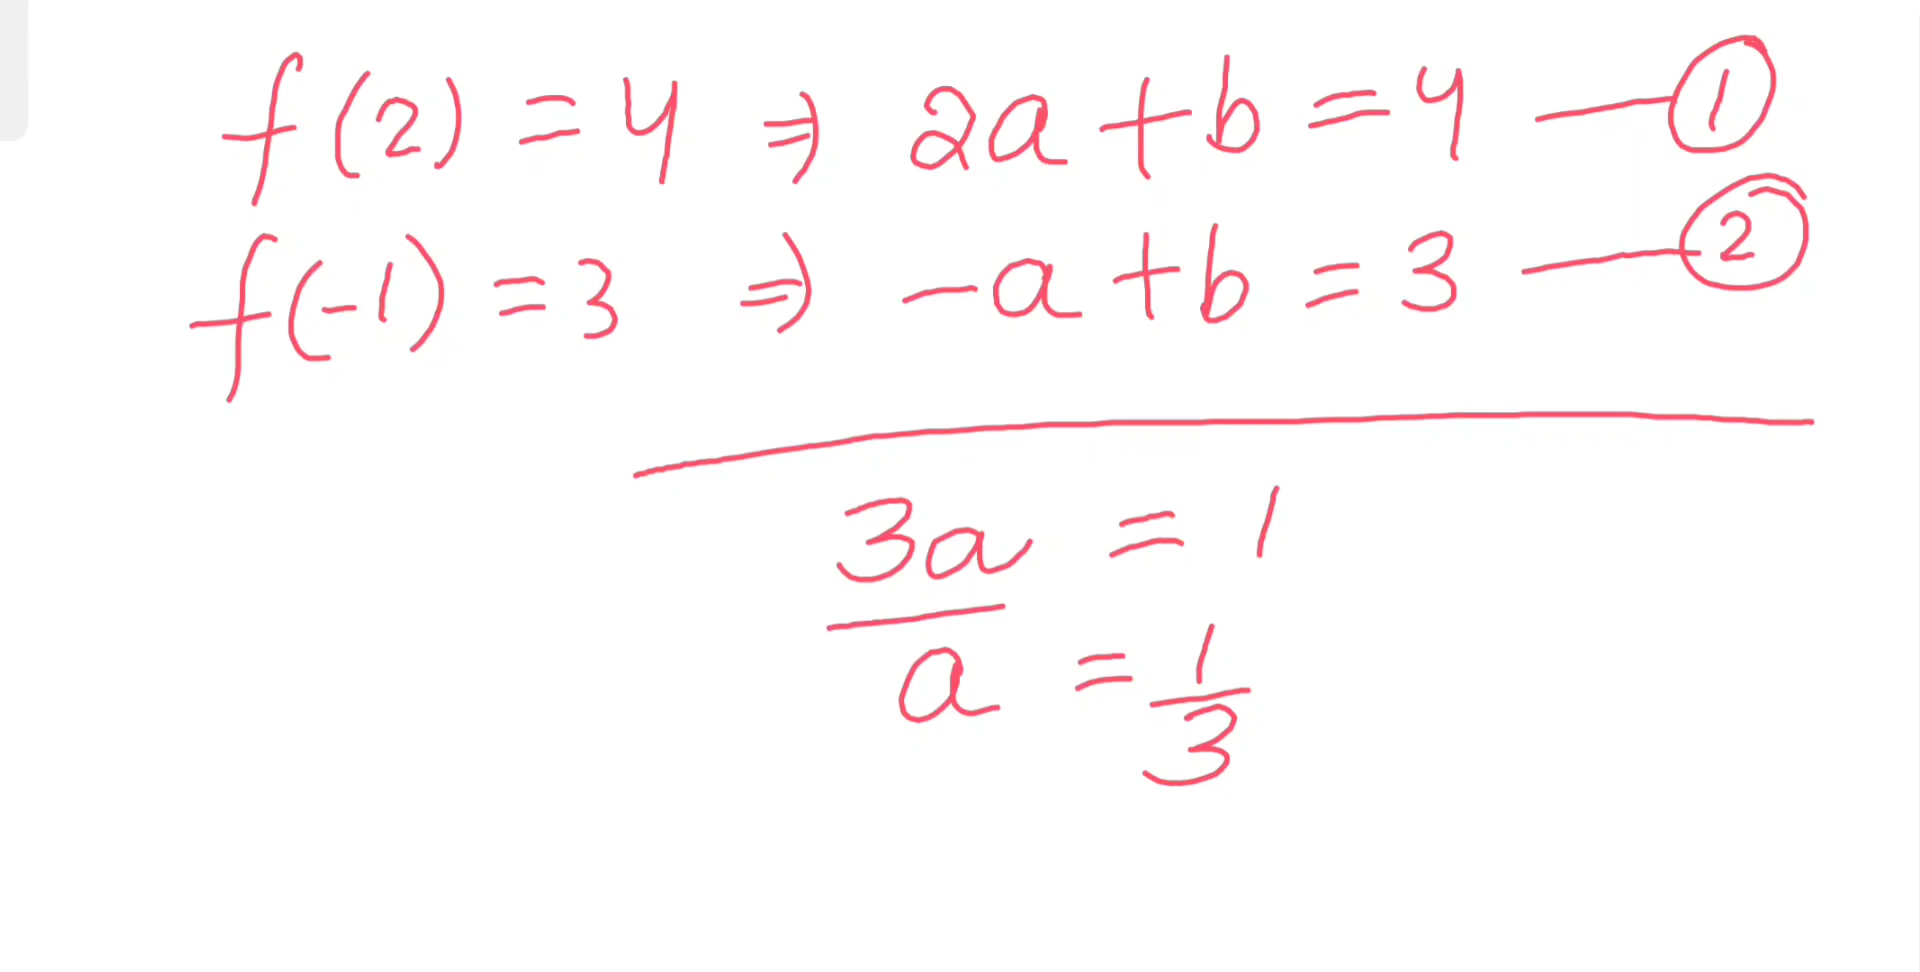 f(2) = 4 ⇒ 2a + b = 4 — ①
f(-1) = 3 ⇒ -a + b = 3 — ②
3a = 1
a = 1/3